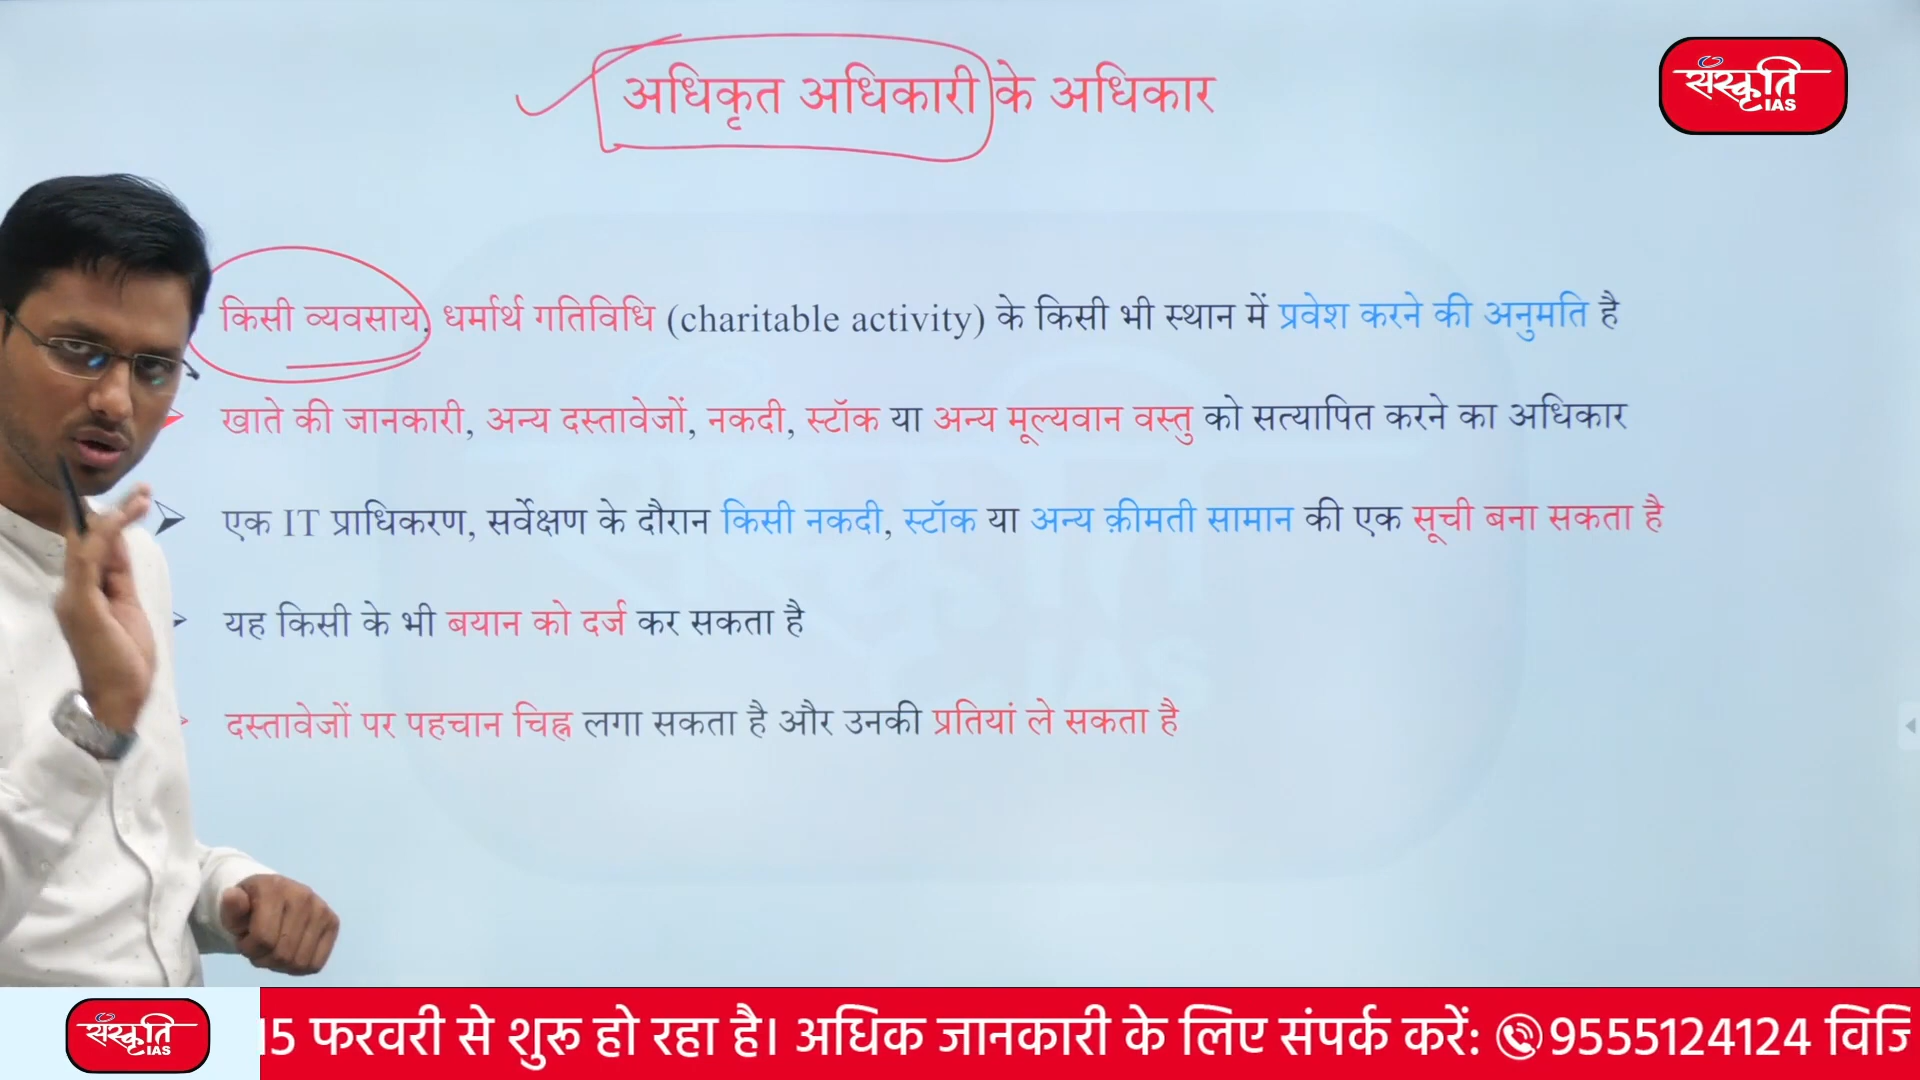 अधिकृत अधिकारी के अधिकार
संस्कृति
IAS
किसी व्यवसाय, धर्मार्थ गतिविधि (charitable activity) के किसी भी स्थान में प्रवेश करने की अनुमति है
खाते की जानकारी, अन्य दस्तावेजों, नकदी, स्टॉक या अन्य मूल्यवान वस्तु को सत्यापित करने का अधिकार
एक IT प्राधिकरण, सर्वेक्षण के दौरान किसी नकदी, स्टॉक या अन्य क़ीमती सामान की एक सूची बना सकता है
यह किसी के भी बयान को दर्ज कर सकता है
दस्तावेजों पर पहचान चिह्न लगा सकता है और उनकी प्रतियां ले सकता है
संस्कृति
IAS
15 फरवरी से शुरू हो रहा है। अधिक जानकारी के लिए संपर्क करें: 9555124124